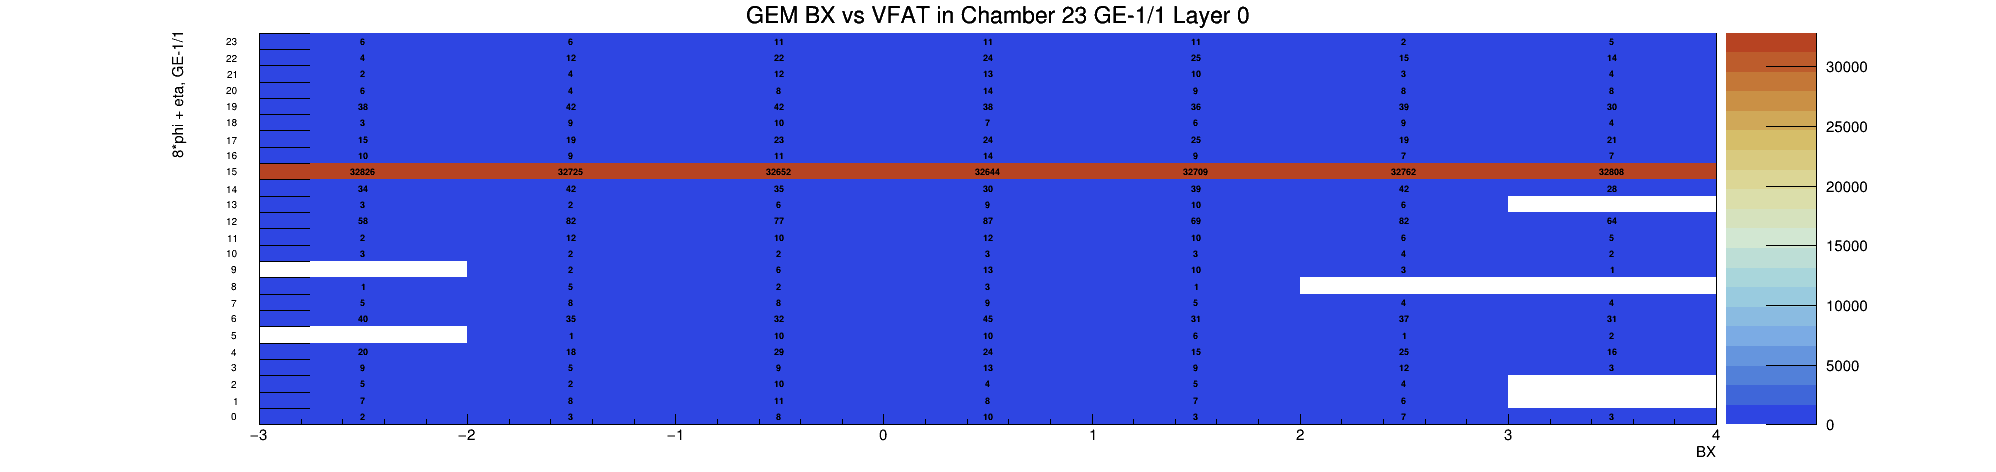 GEM BX vs VFAT in Chamber 23 GE-1/1 Layer 0
8*phi + eta, GE-1/1
23 6 6 11 11 11 2 5
22 4 12 22 24 25 15 14
21 2 4 12 13 10 3 4
20 6 4 8 14 9 8 8
19 38 42 42 38 36 39 30
18 3 9 10 7 6 9 4
17 15 19 23 24 25 19 21
16 10 9 11 14 9 7 7
15 32826 32725 32652 32644 32709 32762 32808
14 34 42 35 30 39 42 28
13 3 2 6 9 10 6
12 58 82 77 87 69 82 64
11 2 12 10 12 10 6 5
10 3 2 2 3 3 4 2
9 2 6 13 10 3 1
8 1 5 2 3 1
7 5 8 8 9 5 4 4
6 40 35 32 45 31 37 31
5 1 10 10 6 1 2
4 20 18 29 24 15 25 16
3 9 5 9 13 9 12 3
2 5 2 10 4 5 4
1 7 8 11 8 7 6
0 2 3 8 10 3 7 3
−3 −2 −1 0 1 2 3 4
BX
30000
25000
20000
15000
10000
5000
0